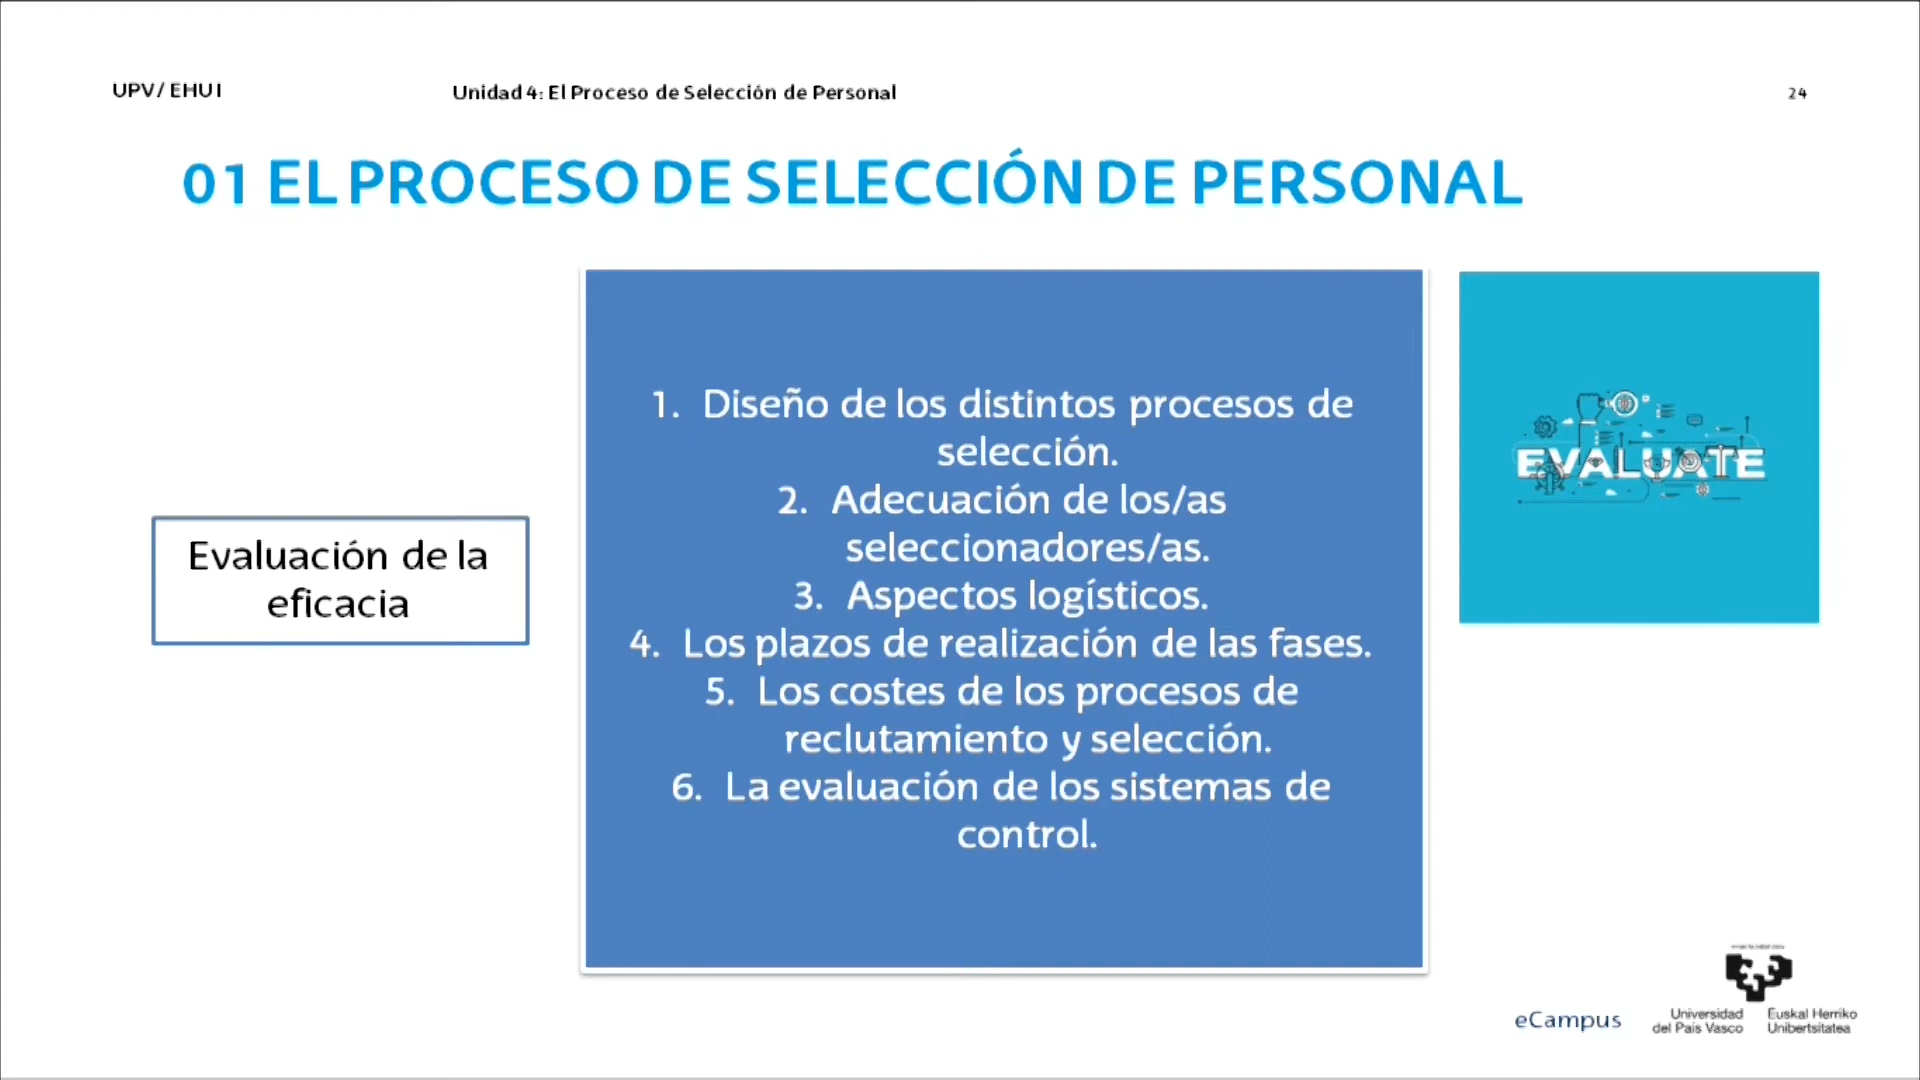 UPV/ EHU I
Unidad 4: El Proceso de Selección de Personal
24
01 EL PROCESO DE SELECCIÓN DE PERSONAL
Evaluación de la
eficacia
1. Diseño de los distintos procesos de
selección.
2. Adecuación de los/as
seleccionadores/as.
3. Aspectos logísticos.
4. Los plazos de realización de las fases.
5. Los costes de los procesos de
reclutamiento y selección.
6. La evaluación de los sistemas de
control.
EVALUATE
eCampus
Universidad
del País Vasco
Euskal Herriko
Unibertsitatea